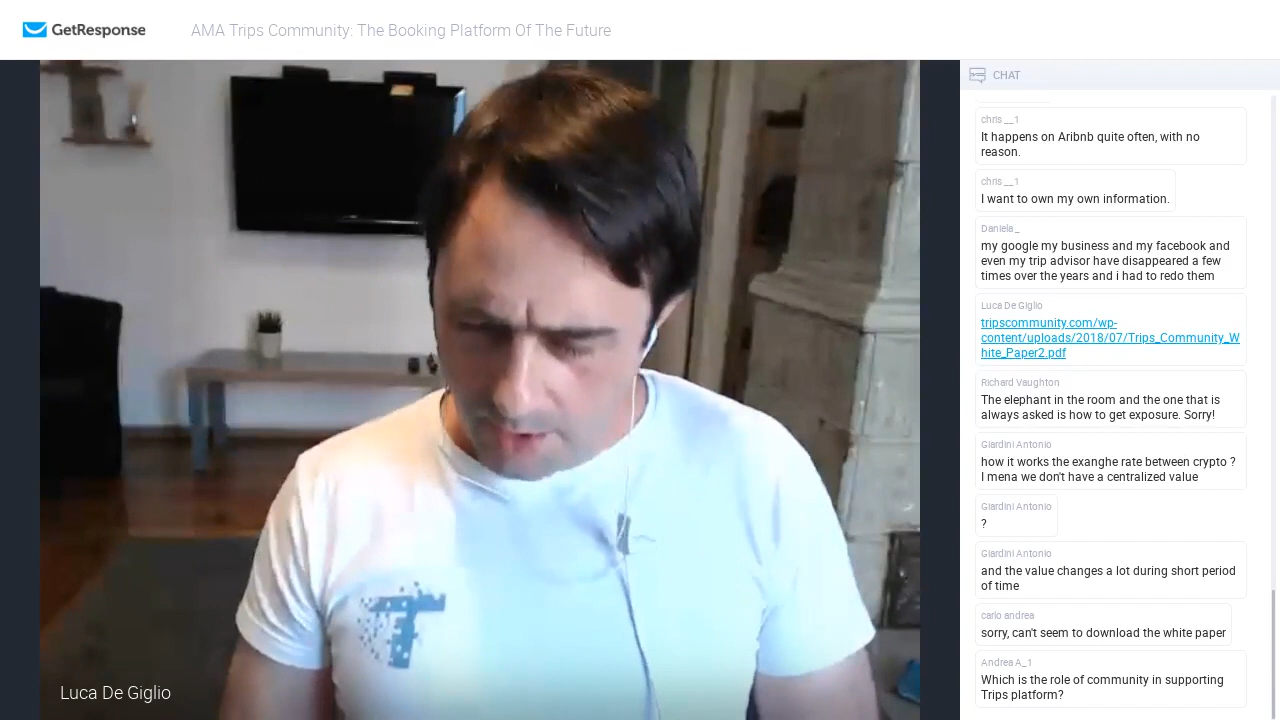 GetResponse
AMA Trips Community: The Booking Platform Of The Future
CHAT
chris __1
It happens on Aribnb quite often, with no
reason.
chris __1
I want to own my own information.
Daniela _
my google my business and my facebook and
even my trip advisor have disappeared a few
times over the years and i had to redo them
Luca De Giglio
tripscommunity.com/wp-
content/uploads/2018/07/Trips_Community_W
hite_Paper2.pdf
Richard Vaughton
The elephant in the room and the one that is
always asked is how to get exposure. Sorry!
Giardini Antonio
how it works the exanghe rate between crypto ?
I mena we don't have a centralized value
Giardini Antonio
?
Giardini Antonio
and the value changes a lot during short period
of time
carlo andrea
sorry, can't seem to download the white paper
Andrea A_1
Which is the role of community in supporting
Trips platform?
T
Luca De Giglio